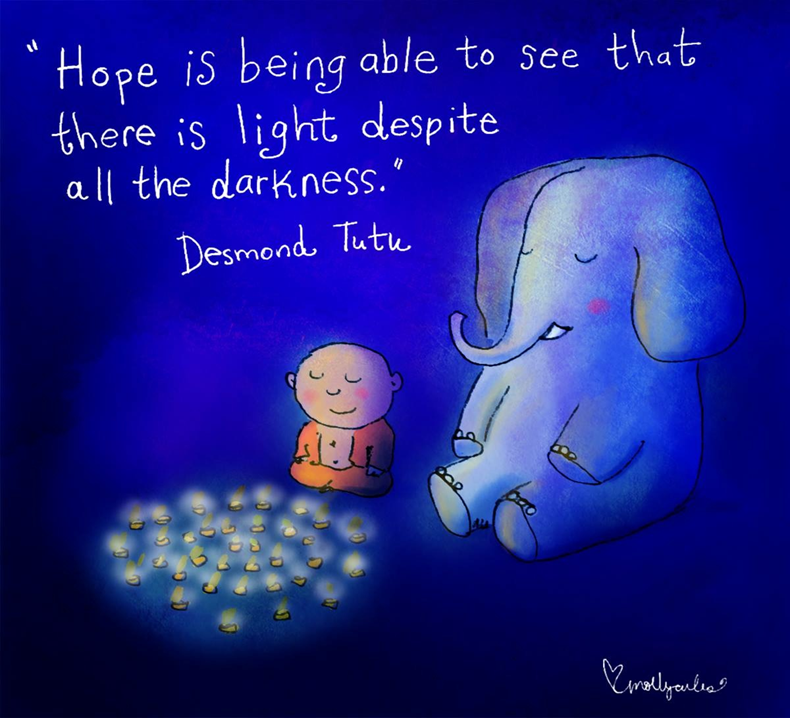 "Hope is being able to see that
there is light despite
all the darkness."
Desmond Tutu
mollycules